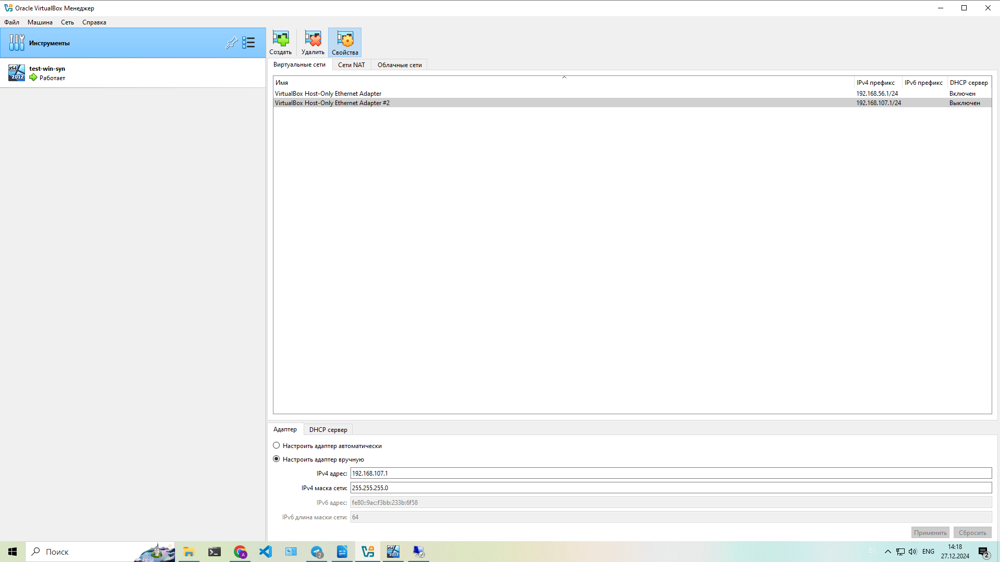 Oracle VirtualBox Менеджер
Файл Машина Сеть Справка
Инструменты
Создать Удалить Свойства
x64 2012 test-win-syn
Работает
Виртуальные сети Сети NAT Облачные сети
Имя IPv4 префикс IPv6 префикс DHCP сервер
VirtualBox Host-Only Ethernet Adapter 192.168.56.1/24 Включен
VirtualBox Host-Only Ethernet Adapter #2 192.168.107.1/24 Выключен
Адаптер DHCP сервер
Настроить адаптер автоматически
Настроить адаптер вручную
IPv4 адрес: 192.168.107.1
IPv4 маска сети: 255.255.255.0
IPv6 адрес: fe80::9ac:f3bb:233b:6f58
IPv6 длина маски сети: 64
Применить Сбросить
Поиск A 2 x64 2012 EN ENG 14:18
27.12.2024 2